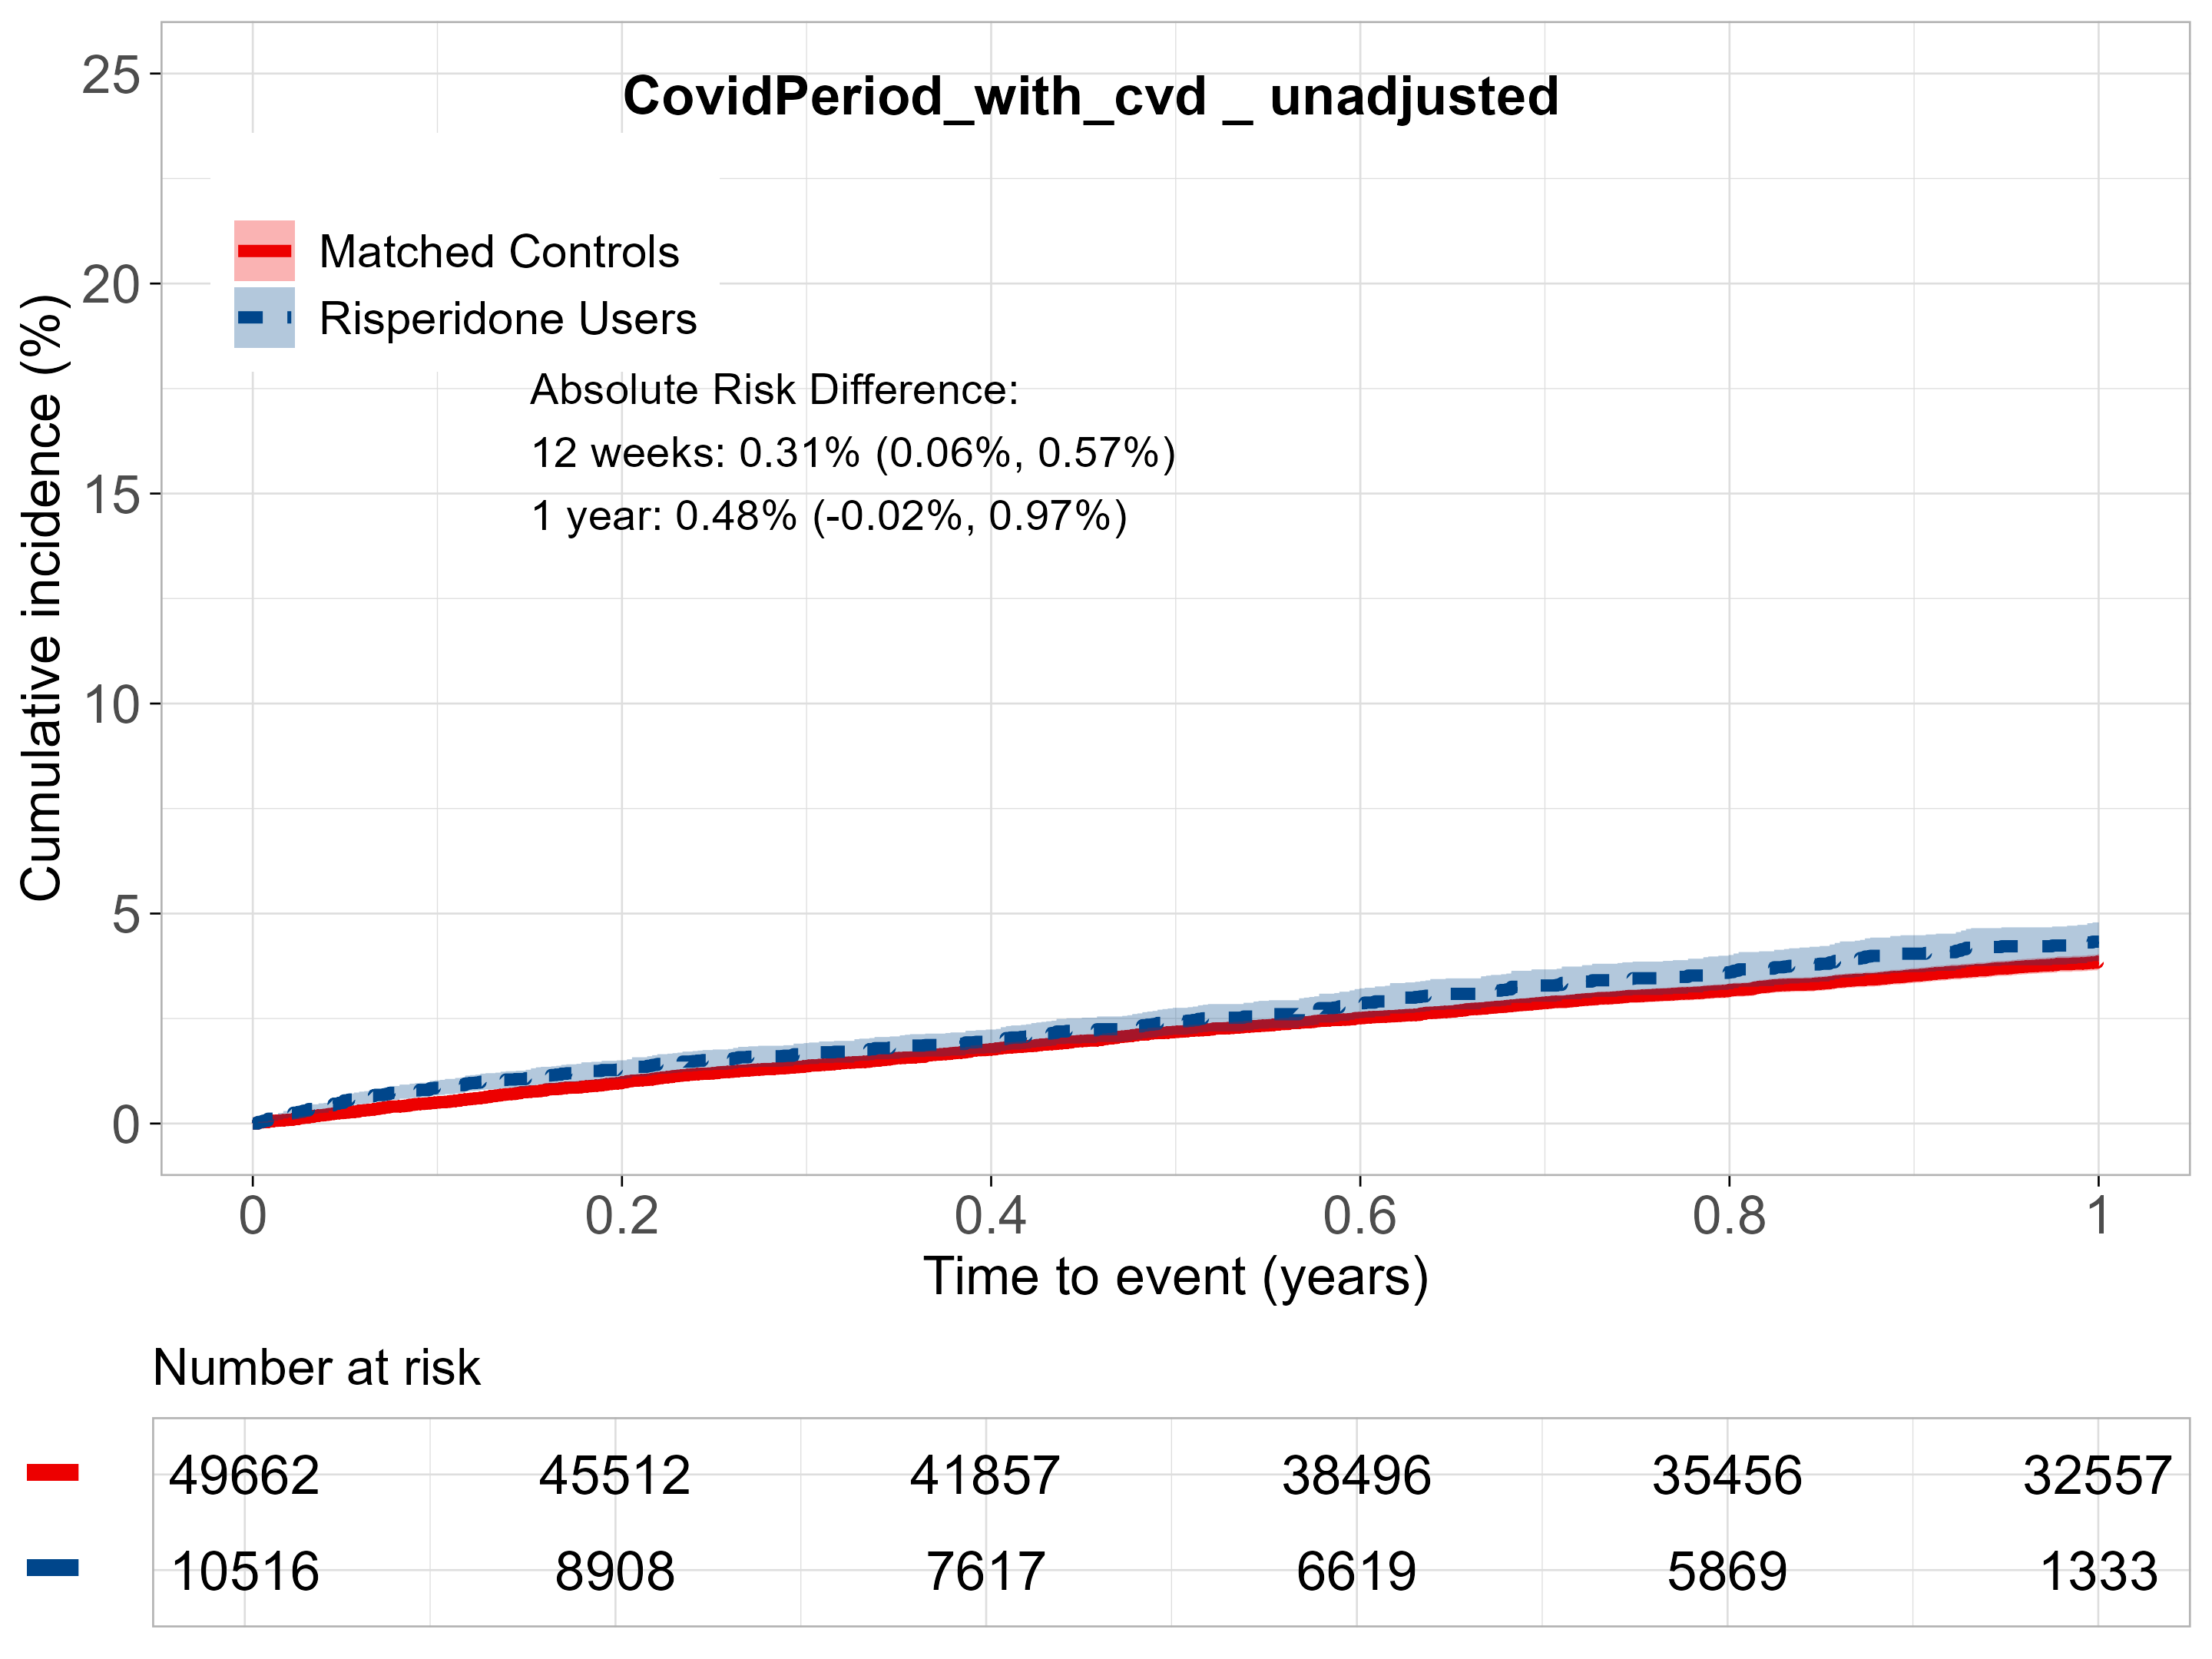 CovidPeriod_with_cvd _ unadjusted
Matched Controls
Risperidone Users
Absolute Risk Difference:
12 weeks: 0.31% (0.06%, 0.57%)
1 year: 0.48% (-0.02%, 0.97%)
Cumulative incidence (%)
25
20
15
10
5
0
0 0.2 0.4 0.6 0.8 1
Time to event (years)
Number at risk
49662 45512 41857 38496 35456 32557
10516 8908 7617 6619 5869 1333